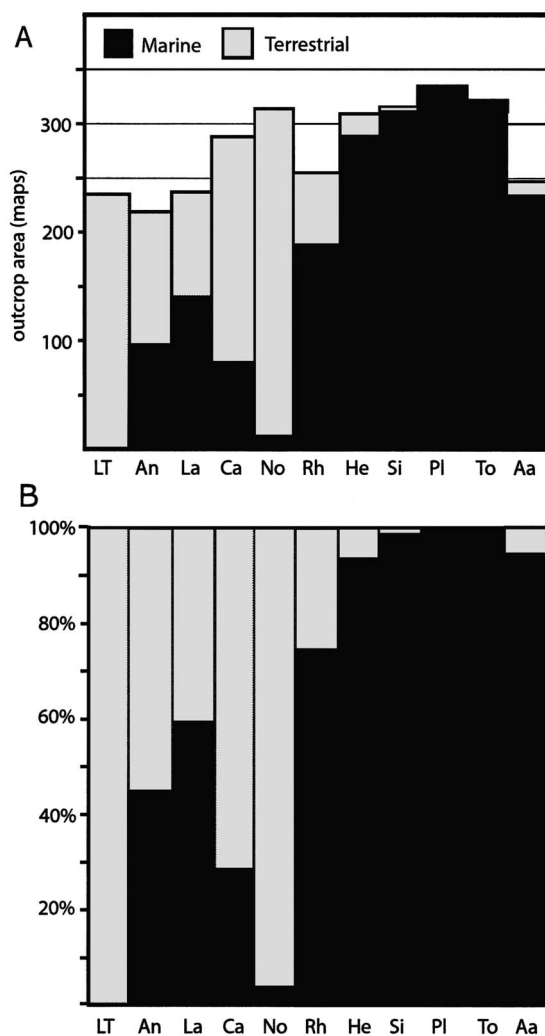 A
Marine Terrestrial
outcrop area (maps)
300
200
100
LT An La Ca No Rh He Si Pl To Aa
B
100%
80%
60%
40%
20%
LT An La Ca No Rh He Si Pl To Aa